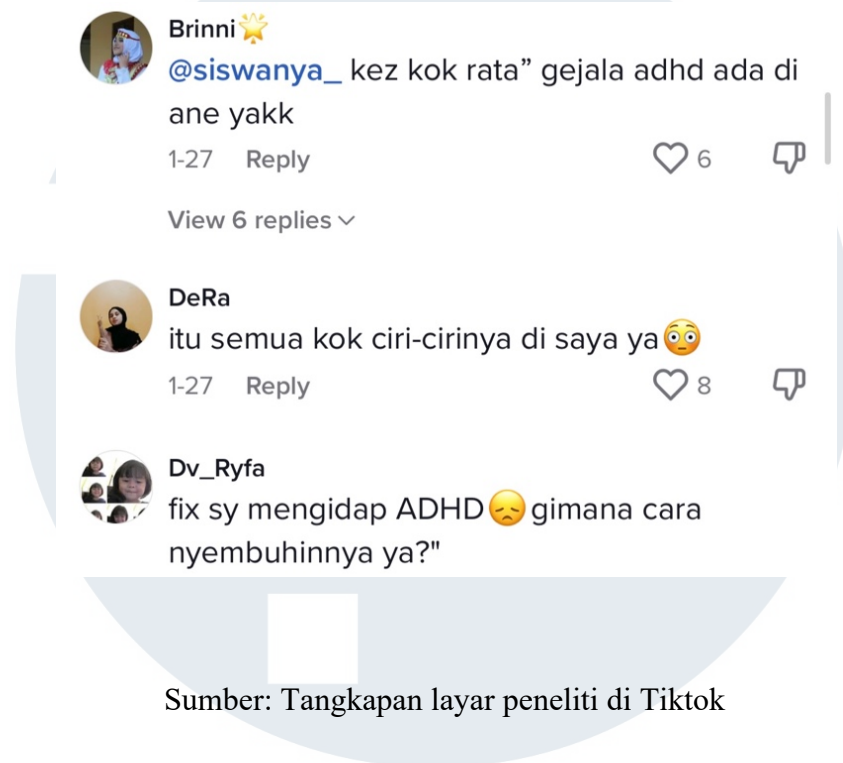 Brinni🌟
@siswanya_ kez kok rata” gejala adhd ada di
ane yakk
1-27 Reply 6
View 6 replies
DeRa
itu semua kok ciri-cirinya di saya ya😳
1-27 Reply 8
Dv_Ryfa
fix sy mengidap ADHD😞gimana cara
nyembuhinnya ya?"
Sumber: Tangkapan layar peneliti di Tiktok